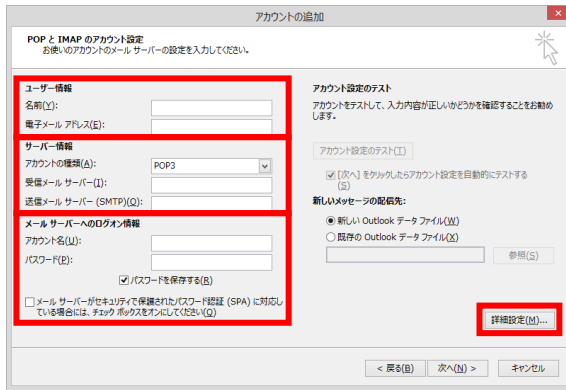 アカウントの追加
×
POP と IMAP のアカウント設定
お使いのアカウントのメール サーバーの設定を入力してください。
ユーザー情報
名前(Y):
電子メール アドレス(E):
サーバー情報
アカウントの種類(A):
POP3
受信メール サーバー(I):
送信メール サーバー (SMTP)(O):
メール サーバーへのログオン情報
アカウント名(U):
パスワード(P):
パスワードを保存する(R)
メール サーバーがセキュリティで保護されたパスワード認証 (SPA) に対応し
ている場合には、チェック ボックスをオンにしてください(Q)
アカウント設定のテスト
アカウントをテストして、入力内容が正しいかどうかを確認することをお勧め
します。
アカウント設定のテスト(T)
[次へ] をクリックしたらアカウント設定を自動的にテストする
(S)
新しいメッセージの配信先:
新しい Outlook データ ファイル(W)
既存の Outlook データ ファイル(X)
参照(S)
詳細設定(M)...
< 戻る(B)
次へ(N) >
キャンセル